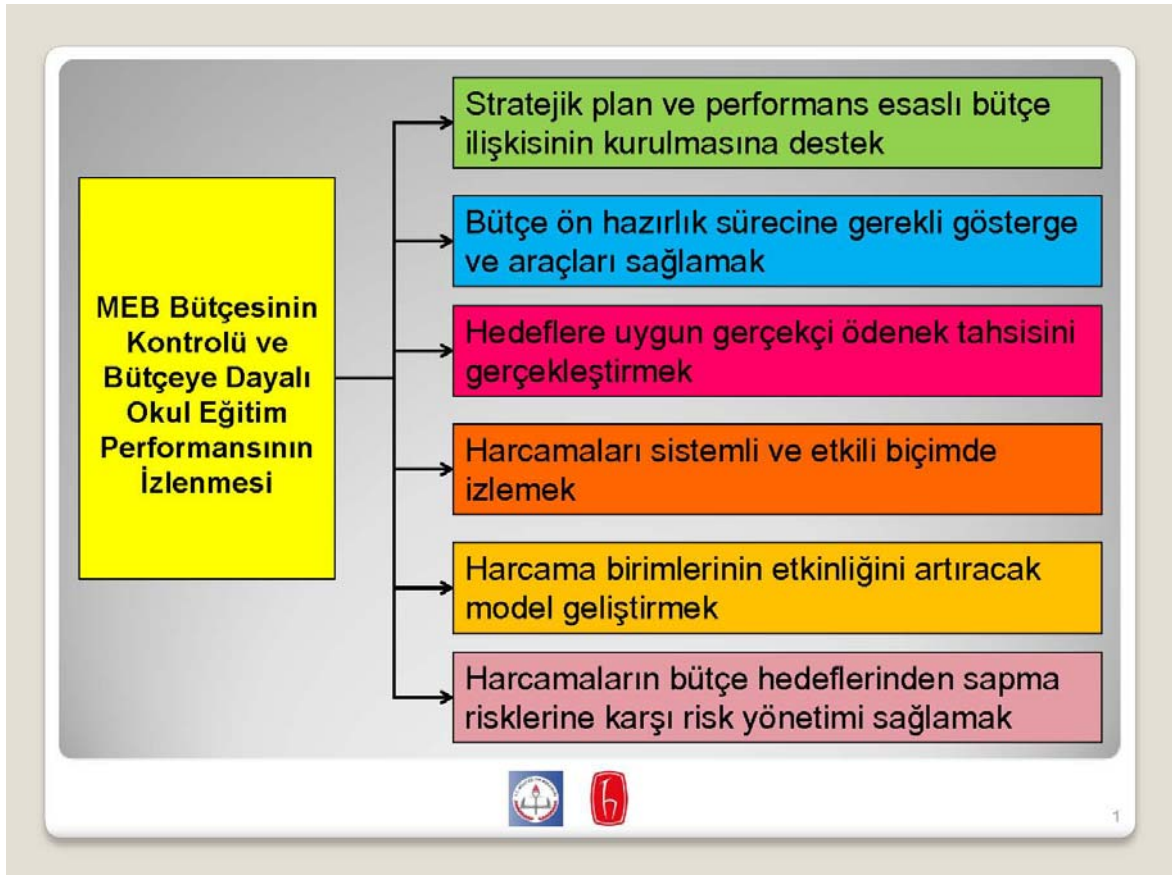 MEB Bütçesinin
Kontrolü ve
Bütçeye Dayalı
Okul Eğitim
Performansının
İzlenmesi
Stratejik plan ve performans esaslı bütçe
ilişkisinin kurulmasına destek
Bütçe ön hazırlık sürecine gerekli gösterge
ve araçları sağlamak
Hedeflere uygun gerçekçi ödenek tahsisini
gerçekleştirmek
Harcamaları sistemli ve etkili biçimde
izlemek
Harcama birimlerinin etkinliğini artıracak
model geliştirmek
Harcamaların bütçe hedeflerinden sapma
risklerine karşı risk yönetimi sağlamak
1